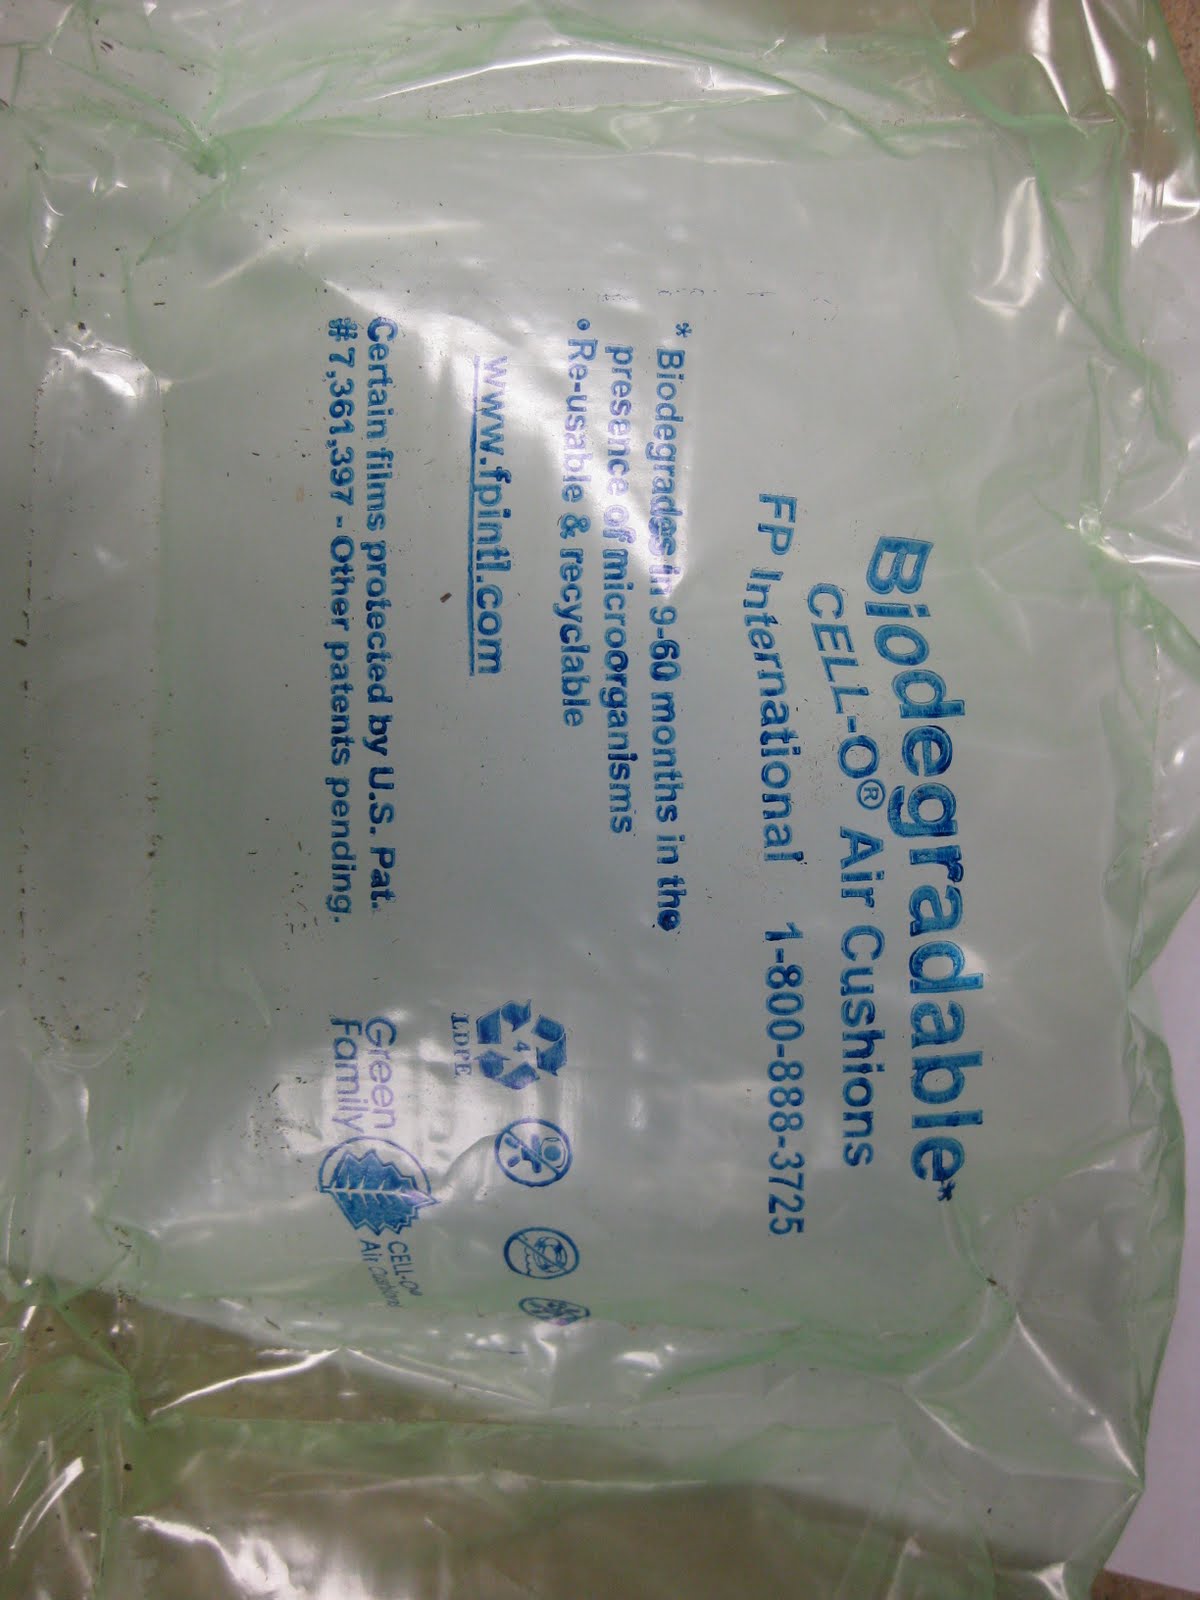 Biodegradable*
CELL-O® Air Cushions
FP International 1-800-888-3725
* Biodegrades in 9-60 months in the
presence of microorganisms
• Re-usable & recyclable
www.fpintl.com
4
LDPE
Certain films protected by U.S. Pat.
# 7,361,397 - Other patents pending.
Green
Family
CELL-O®
Air Cushions